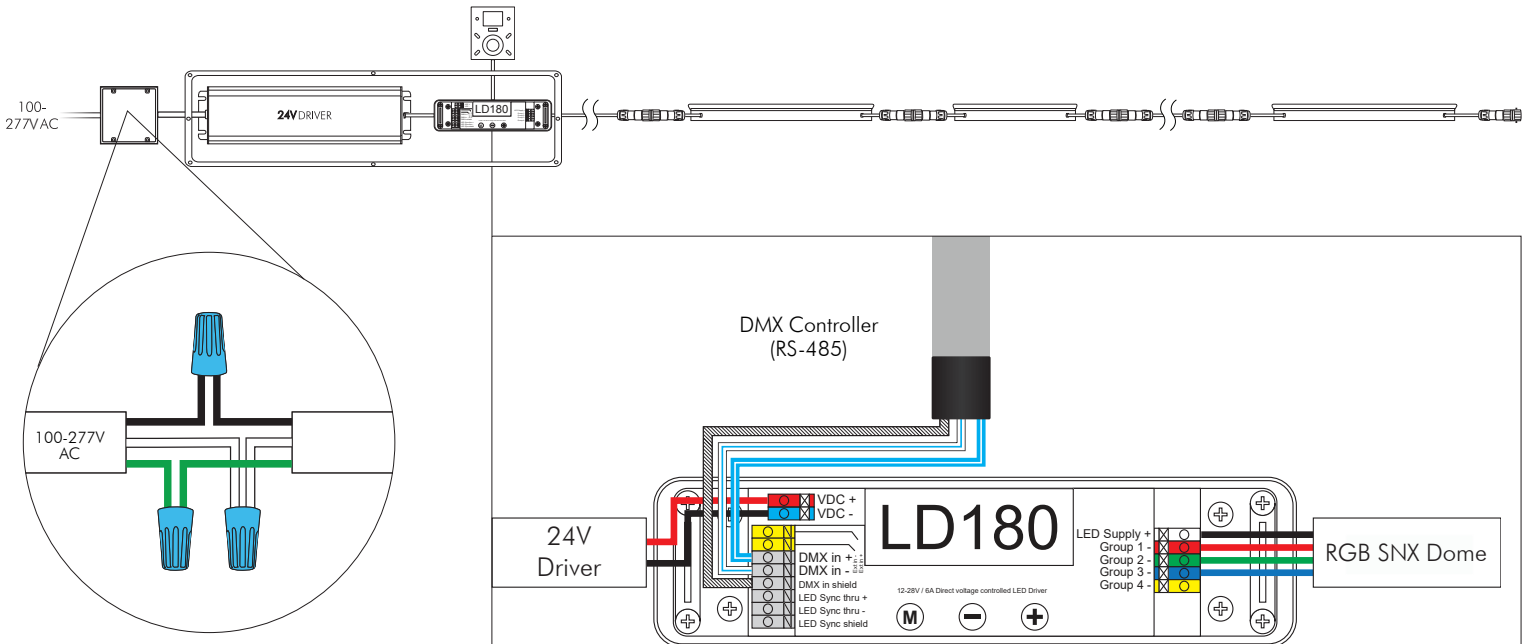 100-
277V AC
24V DRIVER
LD180
100-277V
AC
DMX Controller
(RS-485)
24V
Driver
VDC +
VDC -
DMX in +
DMX in -
DMX in shield
LED Sync thru +
LED Sync thru -
LED Sync shield
LD180
12-28V / 6A Direct voltage controlled LED Driver
M
LED Supply +
Group 1 -
Group 2 -
Group 3 -
Group 4 -
RGB SNX Dome